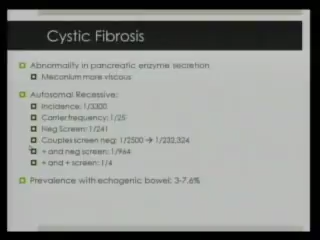 Cystic Fibrosis
Abnormality in pancreatic enzyme secretion
Meconium more viscous
Autosomal Recessive:
Incidence: 1/3300
Carrier frequency: 1/25
Neg Screen: 1/241
Couples screen neg: 1/2500 → 1/232,324
+ and neg screen: 1/964
+ and + screen: 1/4
Prevalence with echogenic bowel: 3-7.6%